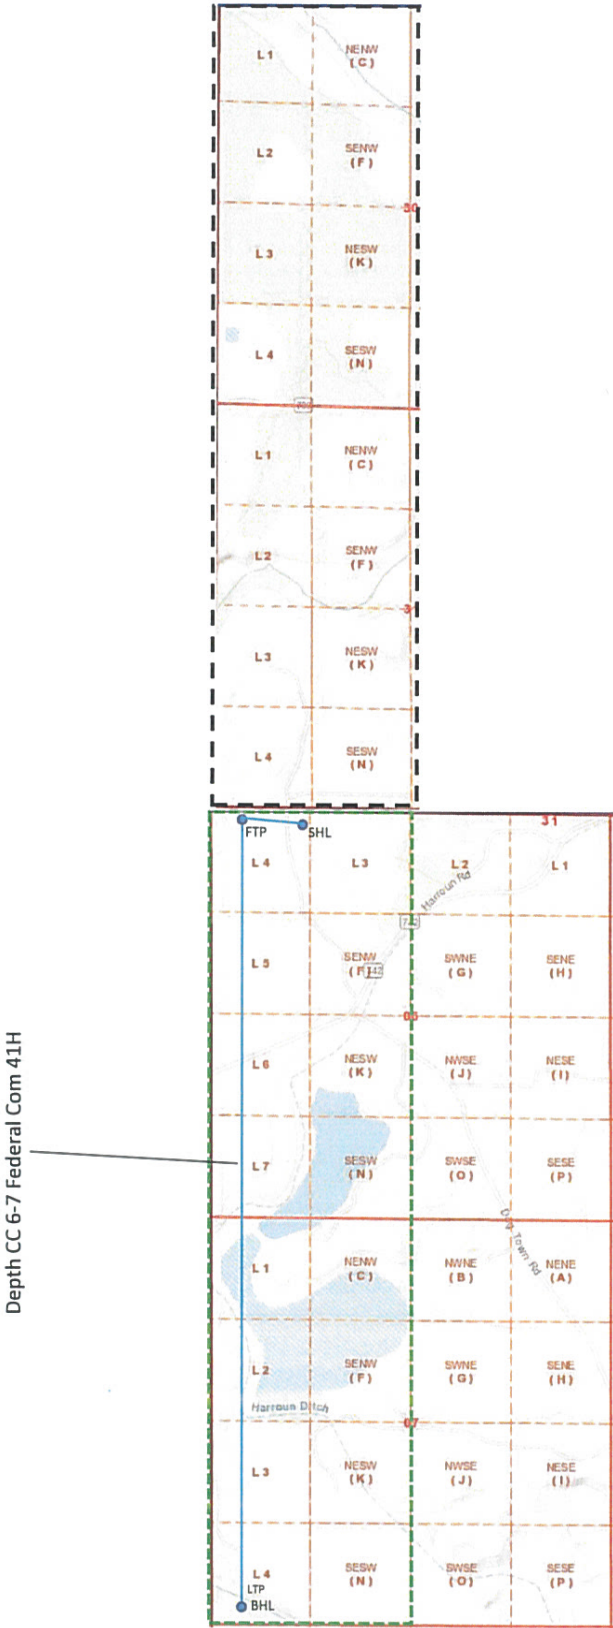 L 1
NENW
( C )
L 2
SENW
( F )
30
L 3
NESW
( K )
L 4
SESW
( N )
L 1
NENW
( C )
L 2
SENW
( F )
L 3
NESW
( K )
L 4
SESW
( N )
31
FTP
SHL
L 4
L 3
L 2
L 1
Harroun Rd
742
L 5
SENW
( F )
SWNE
( G )
SENE
( H )
L 6
NESW
( K )
NWSE
( J )
NESE
( I )
L 7
SESW
( N )
SWSE
( O )
SESE
( P )
Depth CC 6-7 Federal Com 41H
Dog Town Rd
L 1
NENW
( C )
NWNE
( B )
NENE
( A )
L 2
SENW
( F )
SWNE
( G )
SENE
( H )
Harroun Ditch
07
L 3
NESW
( K )
NWSE
( J )
NESE
( I )
L 4
SESW
( N )
SWSE
( O )
SESE
( P )
LTP
BHL